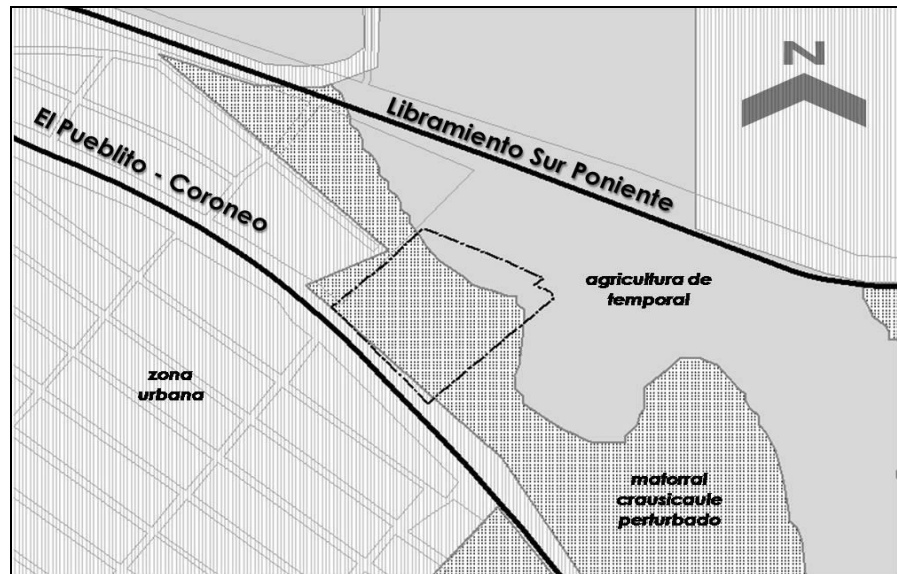 N
Libramiento Sur Poniente
El Pueblito - Coroneo
agricultura de
temporal
zona
urbana
matorral
crausicaule
perturbado